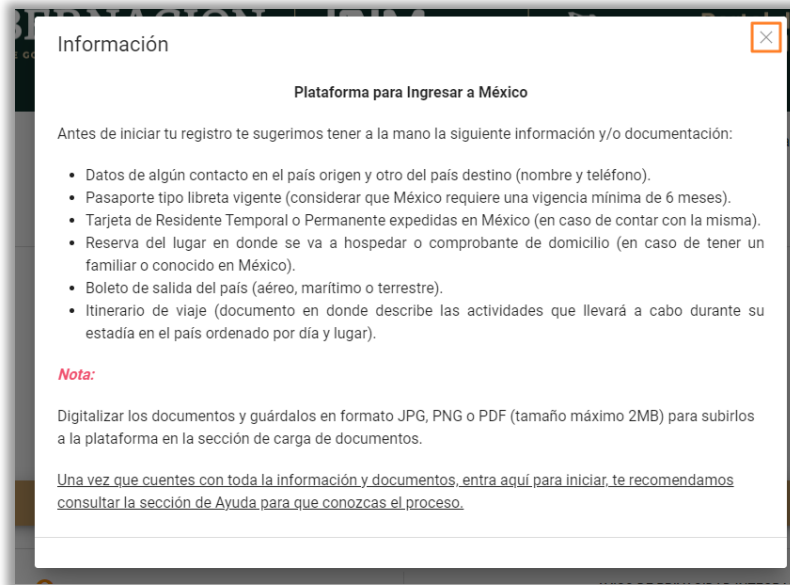 Información
Plataforma para Ingresar a México
Antes de iniciar tu registro te sugerimos tener a la mano la siguiente información y/o documentación:
• Datos de algún contacto en el país origen y otro del país destino (nombre y teléfono).
• Pasaporte tipo libreta vigente (considerar que México requiere una vigencia mínima de 6 meses).
• Tarjeta de Residente Temporal o Permanente expedidas en México (en caso de contar con la misma).
• Reserva del lugar en donde se va a hospedar o comprobante de domicilio (en caso de tener un
familiar o conocido en México).
• Boleto de salida del país (aéreo, marítimo o terrestre).
• Itinerario de viaje (documento en donde describe las actividades que llevará a cabo durante su
estadía en el país ordenado por día y lugar).
Nota:
Digitalizar los documentos y guárdalos en formato JPG, PNG o PDF (tamaño máximo 2MB) para subirlos
a la plataforma en la sección de carga de documentos.
Una vez que cuentes con toda la información y documentos, entra aquí para iniciar, te recomendamos
consultar la sección de Ayuda para que conozcas el proceso.